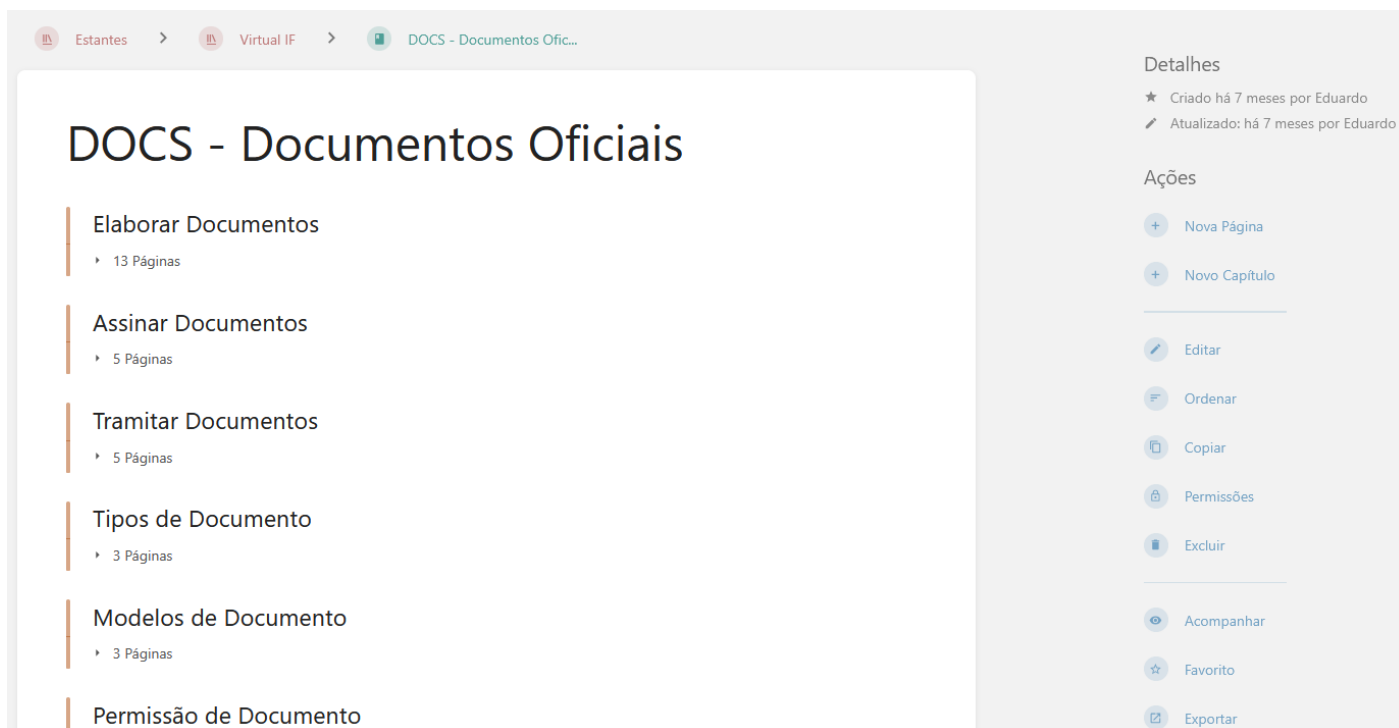 Estantes > Virtual IF > DOCS - Documentos Ofic...
DOCS - Documentos Oficiais
Elaborar Documentos
13 Páginas
Assinar Documentos
5 Páginas
Tramitar Documentos
5 Páginas
Tipos de Documento
3 Páginas
Modelos de Documento
3 Páginas
Permissão de Documento
Detalhes
Criado há 7 meses por Eduardo
Atualizado: há 7 meses por Eduardo
Ações
Nova Página
Novo Capítulo
Editar
Ordenar
Copiar
Permissões
Excluir
Acompanhar
Favorito
Exportar